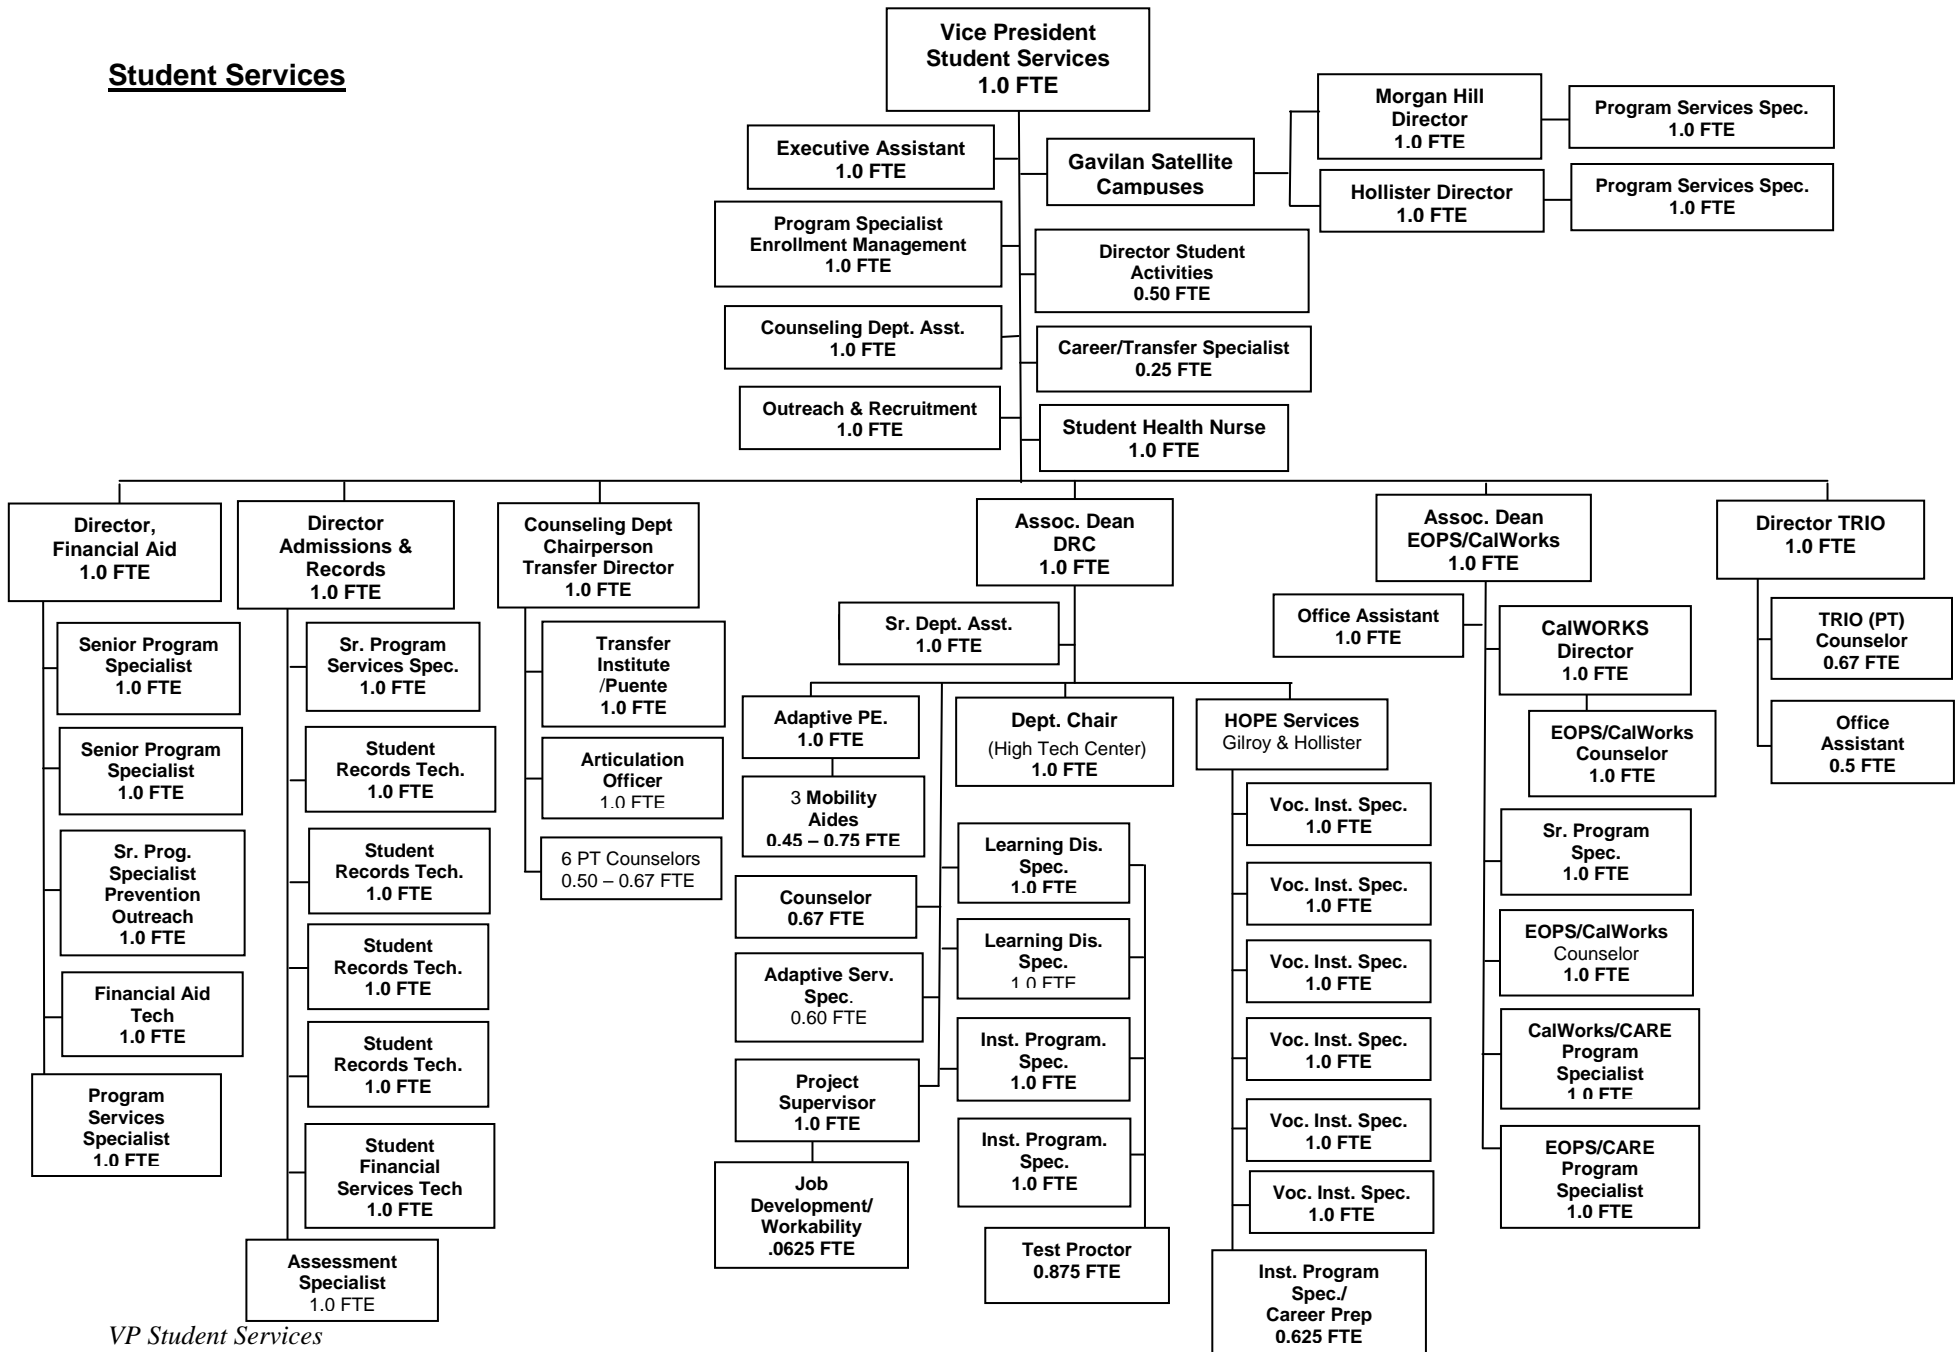 Student Services
Vice President
Student Services
1.0 FTE
Executive Assistant
1.0 FTE
Gavilan Satellite
Campuses
Morgan Hill
Director
1.0 FTE
Program Services Spec.
1.0 FTE
Hollister Director
1.0 FTE
Program Services Spec.
1.0 FTE
Program Specialist
Enrollment Management
1.0 FTE
Director Student
Activities
0.50 FTE
Counseling Dept. Asst.
1.0 FTE
Career/Transfer Specialist
0.25 FTE
Outreach & Recruitment
1.0 FTE
Student Health Nurse
1.0 FTE
Director,
Financial Aid
1.0 FTE
Senior Program
Specialist
1.0 FTE
Senior Program
Specialist
1.0 FTE
Sr. Prog.
Specialist
Prevention
Outreach
1.0 FTE
Financial Aid
Tech
1.0 FTE
Program
Services
Specialist
1.0 FTE
Director
Admissions &
Records
1.0 FTE
Sr. Program
Services Spec.
1.0 FTE
Student
Records Tech.
1.0 FTE
Student
Records Tech.
1.0 FTE
Student
Records Tech.
1.0 FTE
Student
Records Tech.
1.0 FTE
Student
Financial
Services Tech
1.0 FTE
Assessment
Specialist
1.0 FTE
Counseling Dept
Chairperson
Transfer Director
1.0 FTE
Transfer
Institute
/Puente
1.0 FTE
Articulation
Officer
1.0 FTE
6 PT Counselors
0.50 – 0.67 FTE
Assoc. Dean
DRC
1.0 FTE
Sr. Dept. Asst.
1.0 FTE
Adaptive PE.
1.0 FTE
3 Mobility
Aides
0.45 – 0.75 FTE
Counselor
0.67 FTE
Adaptive Serv.
Spec.
0.60 FTE
Project
Supervisor
1.0 FTE
Job
Development/
Workability
.0625 FTE
Dept. Chair
(High Tech Center)
1.0 FTE
Learning Dis.
Spec.
1.0 FTE
Learning Dis.
Spec.
1.0 FTE
Inst. Program.
Spec.
1.0 FTE
Inst. Program.
Spec.
1.0 FTE
Test Proctor
0.875 FTE
HOPE Services
Gilroy & Hollister
Voc. Inst. Spec.
1.0 FTE
Voc. Inst. Spec.
1.0 FTE
Voc. Inst. Spec.
1.0 FTE
Voc. Inst. Spec.
1.0 FTE
Voc. Inst. Spec.
1.0 FTE
Voc. Inst. Spec.
1.0 FTE
Inst. Program
Spec./
Career Prep
0.625 FTE
Assoc. Dean
EOPS/CalWorks
1.0 FTE
Office Assistant
1.0 FTE
CalWORKS
Director
1.0 FTE
EOPS/CalWorks
Counselor
1.0 FTE
Sr. Program
Spec.
1.0 FTE
EOPS/CalWorks
Counselor
1.0 FTE
CalWorks/CARE
Program
Specialist
1.0 FTE
EOPS/CARE
Program
Specialist
1.0 FTE
Director TRIO
1.0 FTE
TRIO (PT)
Counselor
0.67 FTE
Office
Assistant
0.5 FTE
VP Student Services